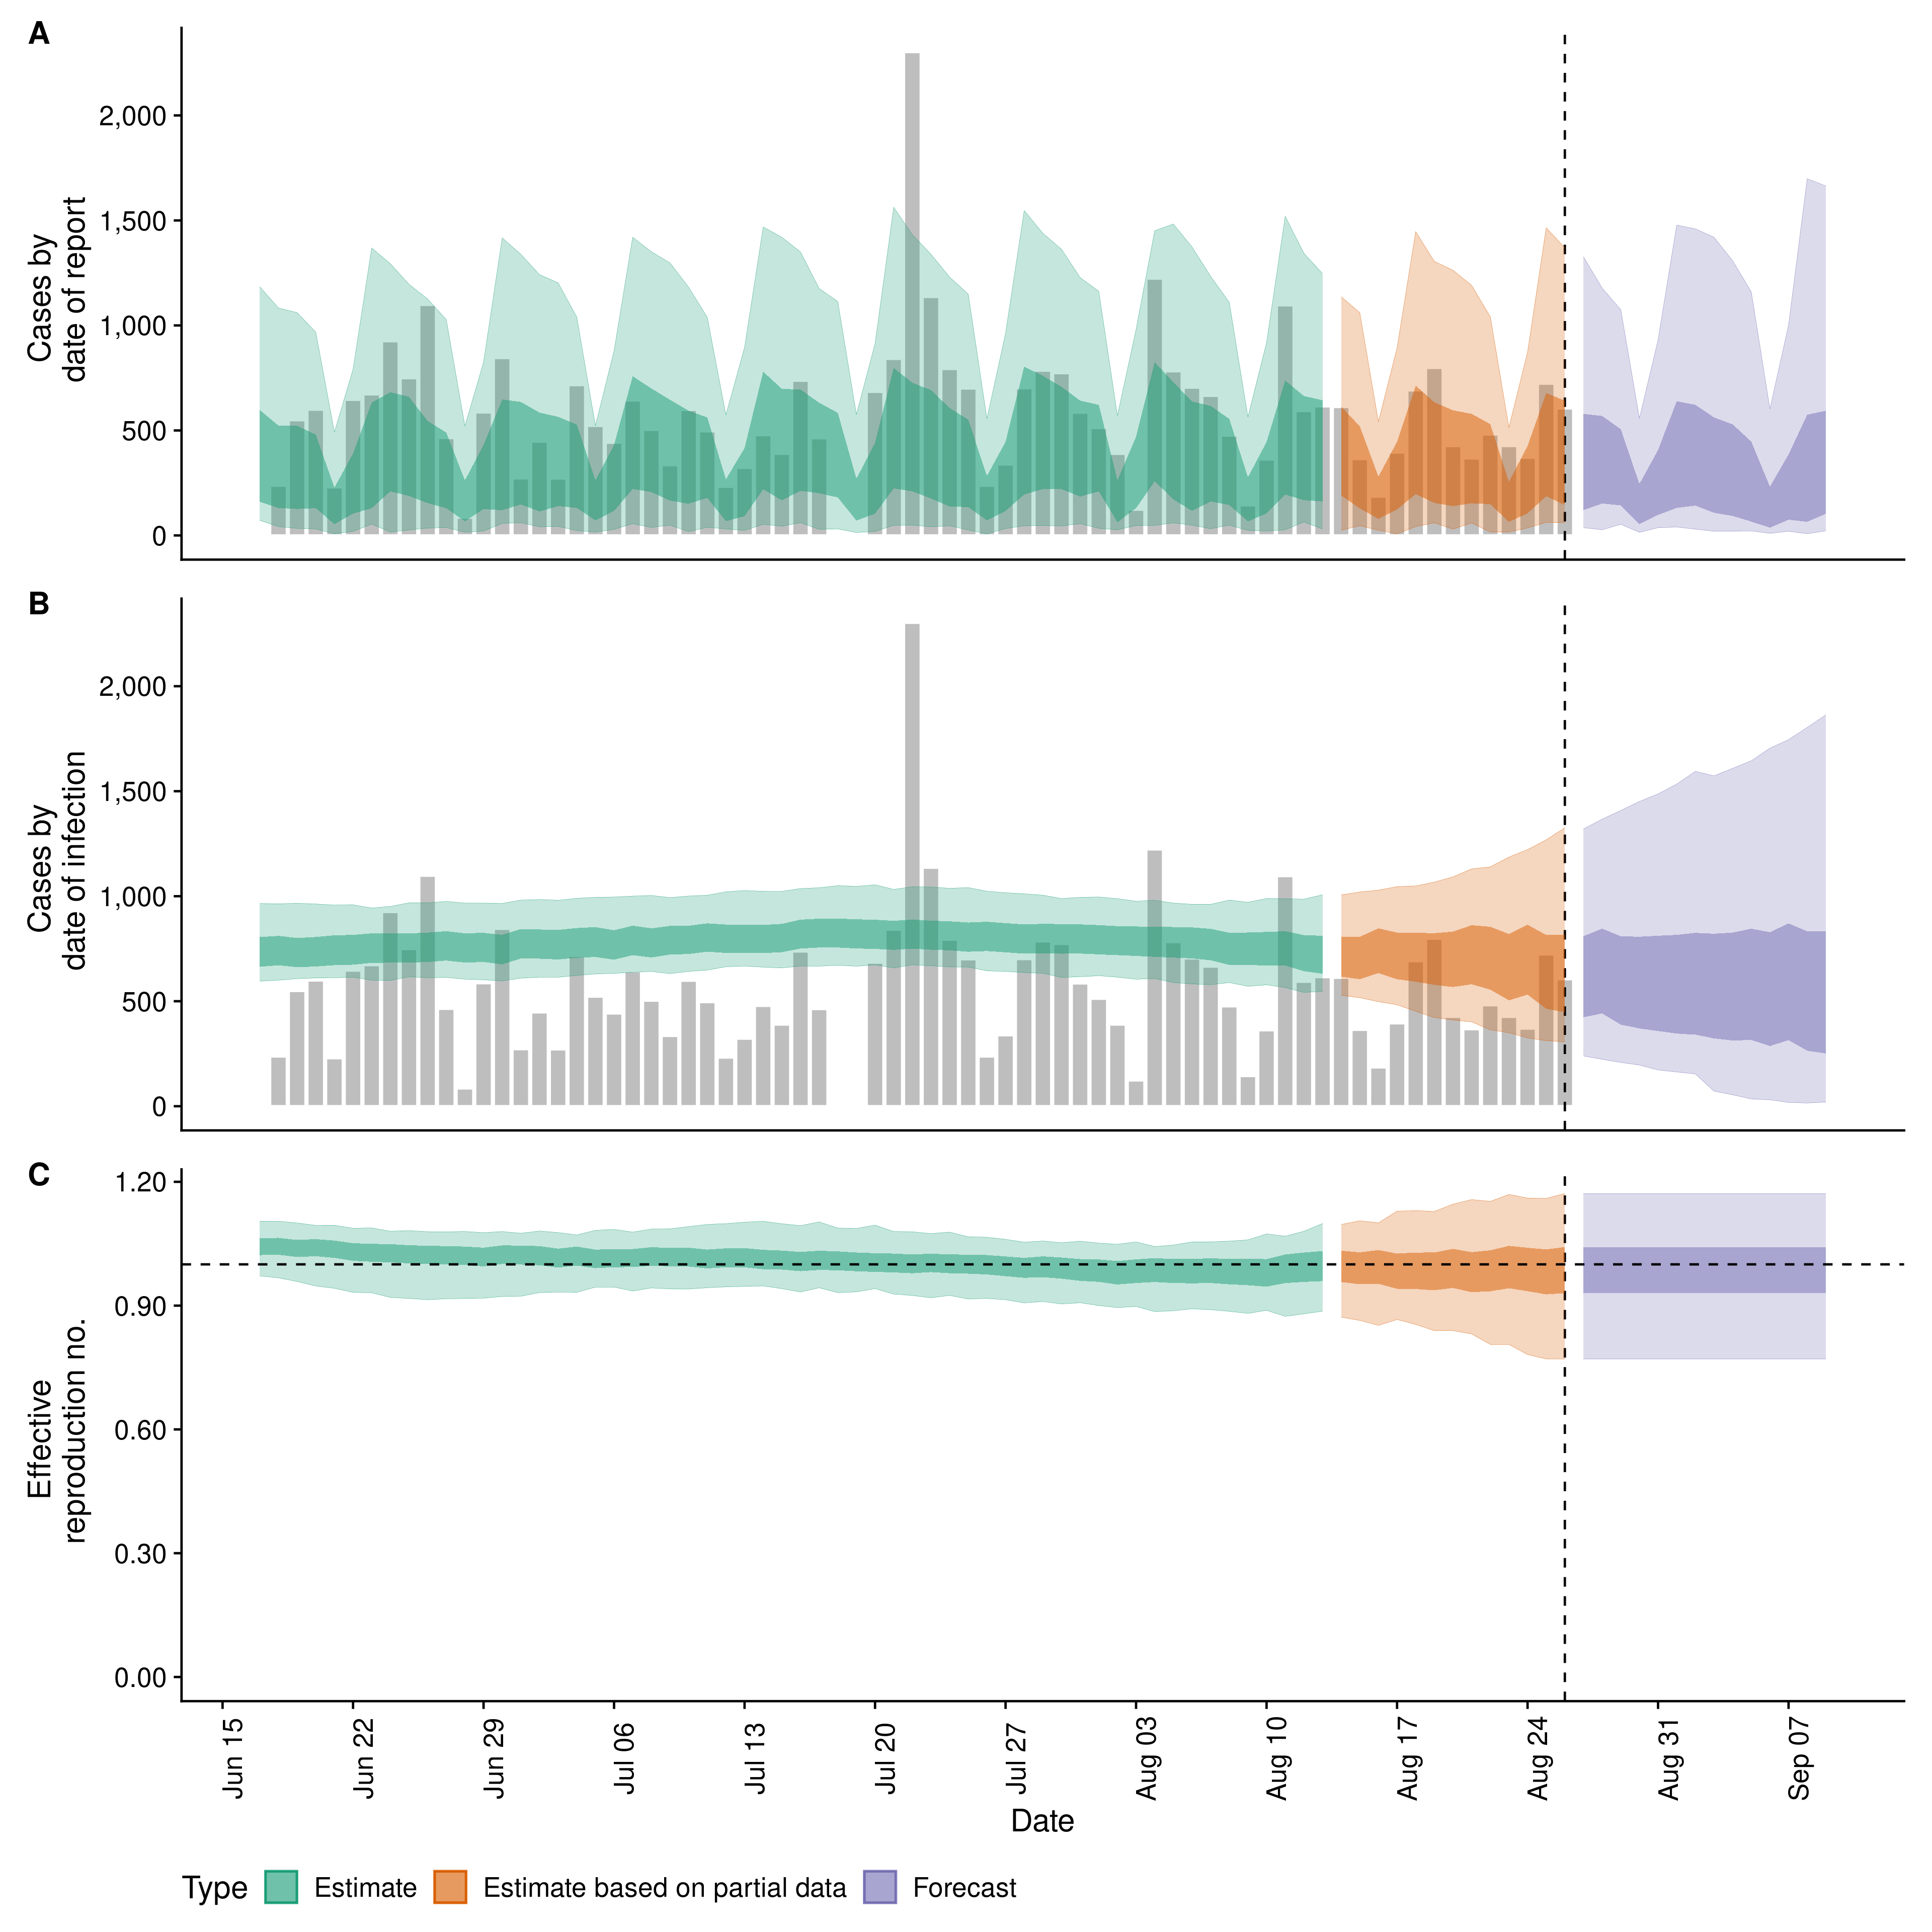 A
2,000
1,500
1,000
500
0
Cases by
date of report
B
2,000
1,500
1,000
500
0
Cases by
date of infection
C
1.20
0.90
0.60
0.30
0.00
Effective
reproduction no.
Jun 15
Jun 22
Jun 29
Jul 06
Jul 13
Jul 20
Jul 27
Aug 03
Aug 10
Aug 17
Aug 24
Aug 31
Sep 07
Date
Type Estimate Estimate based on partial data Forecast